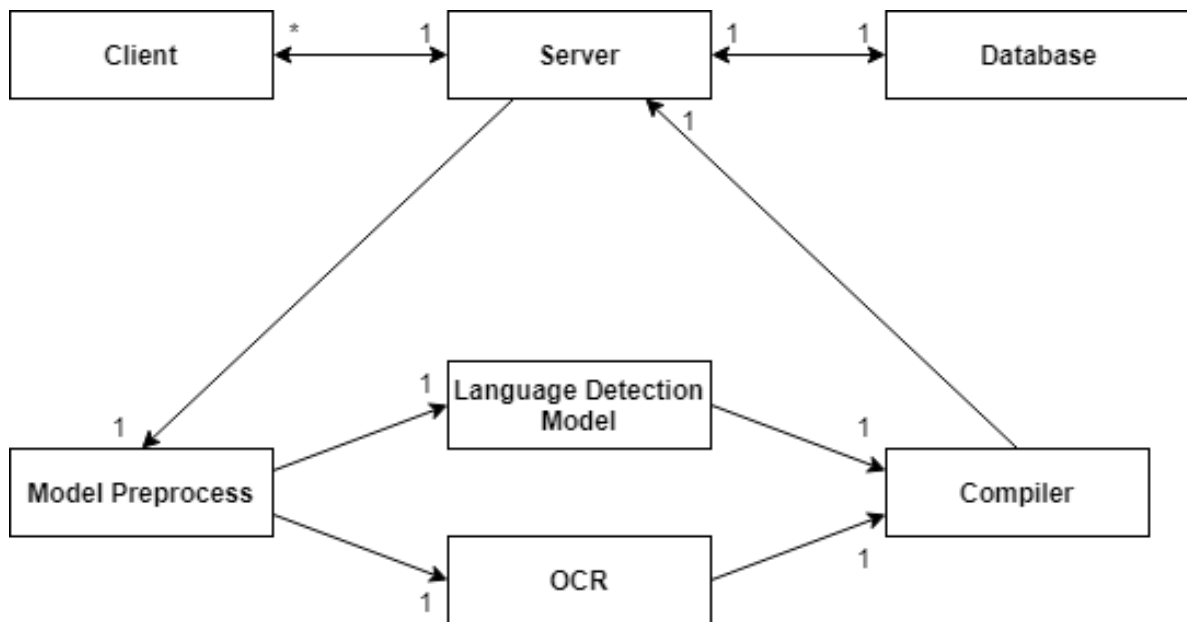 Client
*
1
Server
1
1
Database
1
1
1
Language Detection
Model
1
Model Preprocess
Compiler
1
OCR
1